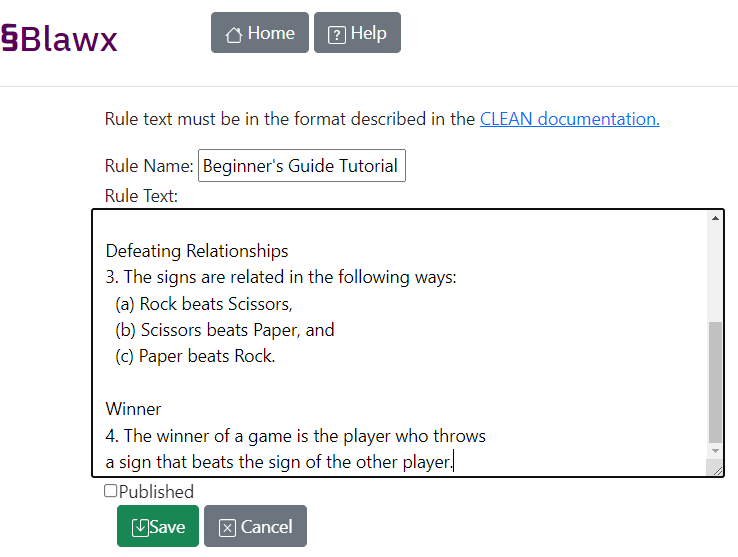 §Blawx
Home
Help
Rule text must be in the format described in the CLEAN documentation.
Rule Name: Beginner's Guide Tutorial
Rule Text:
Defeating Relationships
3. The signs are related in the following ways:
(a) Rock beats Scissors,
(b) Scissors beats Paper, and
(c) Paper beats Rock.
Winner
4. The winner of a game is the player who throws
a sign that beats the sign of the other player.
Published
Save
Cancel